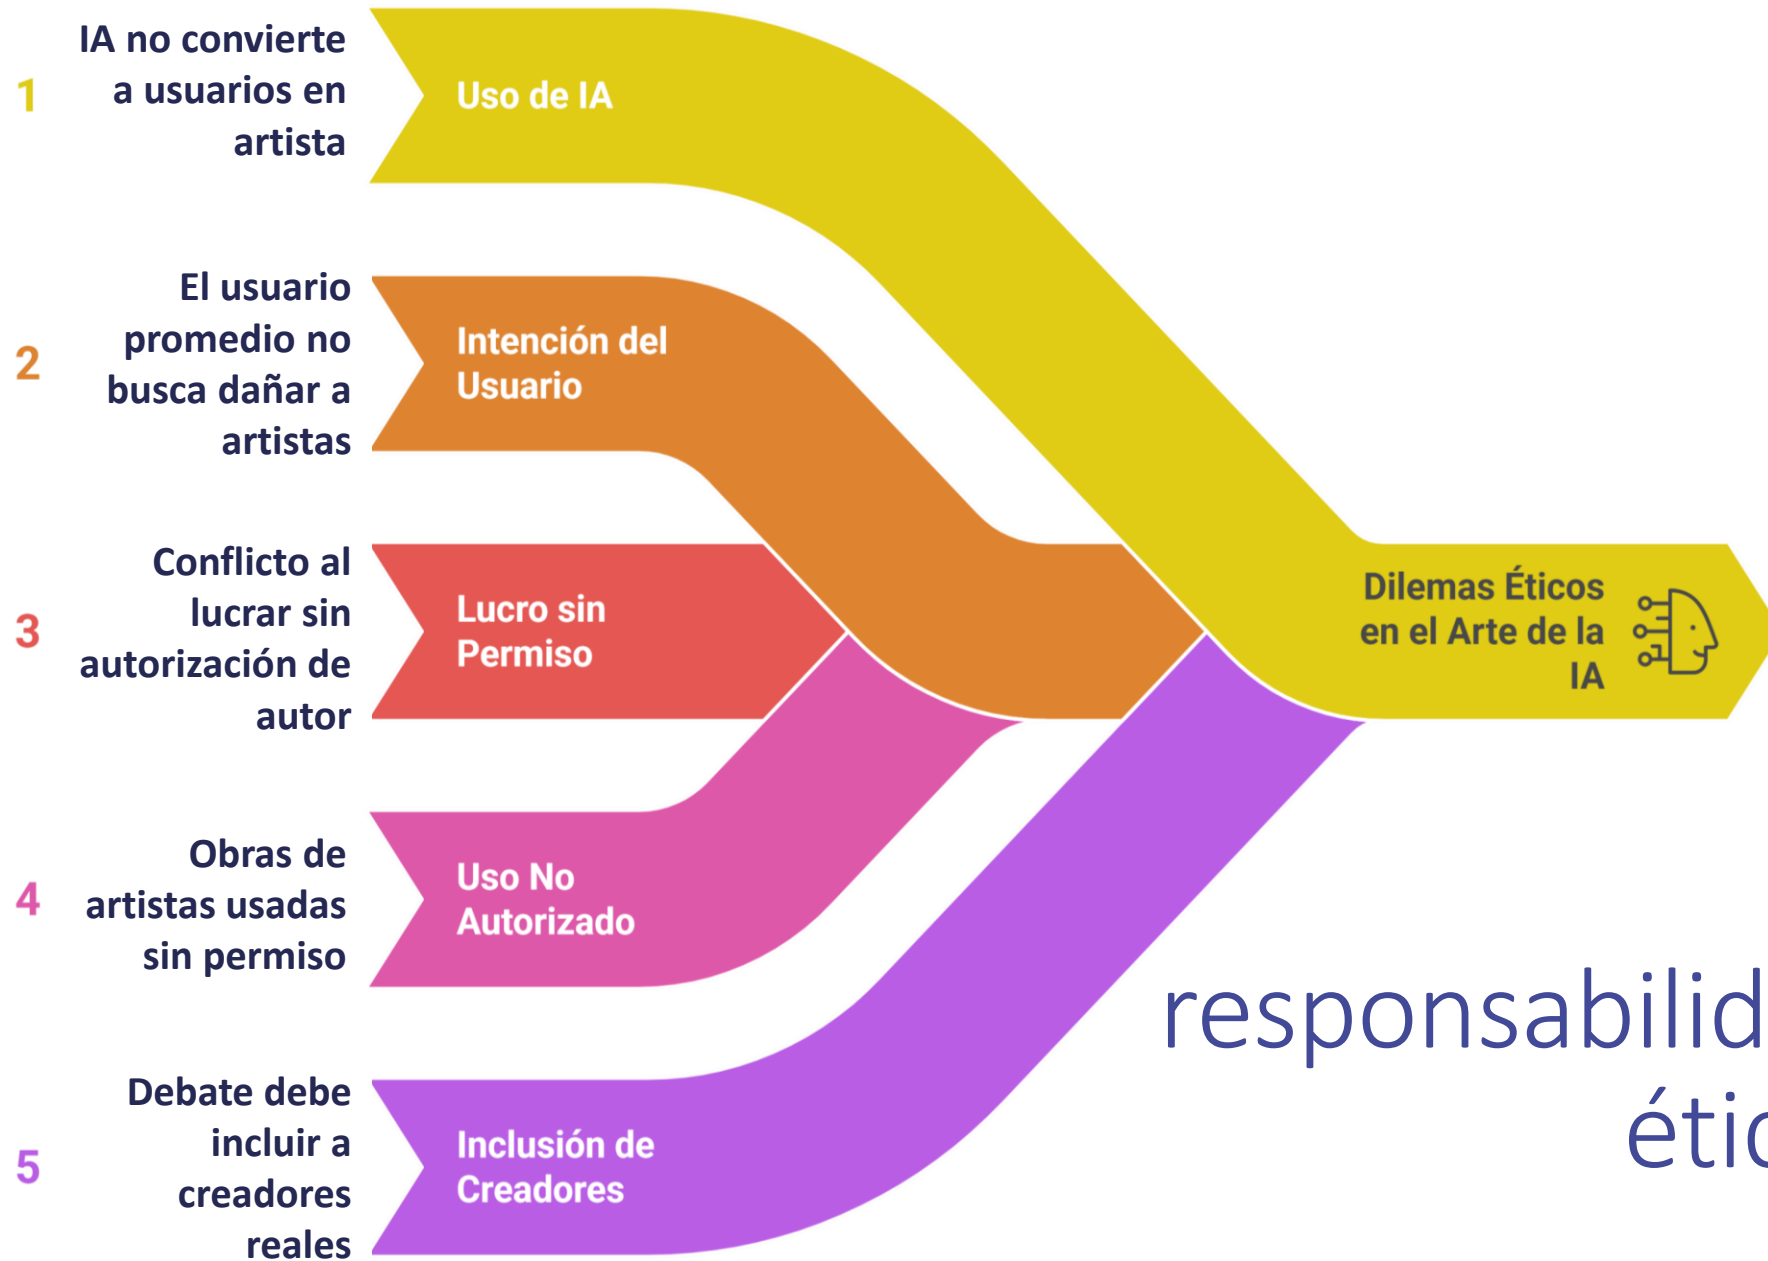 1
IA no convierte
a usuarios en
artista
Uso de IA
2
El usuario
promedio no
busca dañar a
artistas
Intención del
Usuario
3
Conflicto al
lucrar sin
autorización de
autor
Lucro sin
Permiso
Dilemas Éticos
en el Arte de la
IA
4
Obras de
artistas usadas
sin permiso
Uso No
Autorizado
5
Debate debe
incluir a
creadores
reales
Inclusión de
Creadores
responsabilid
étic